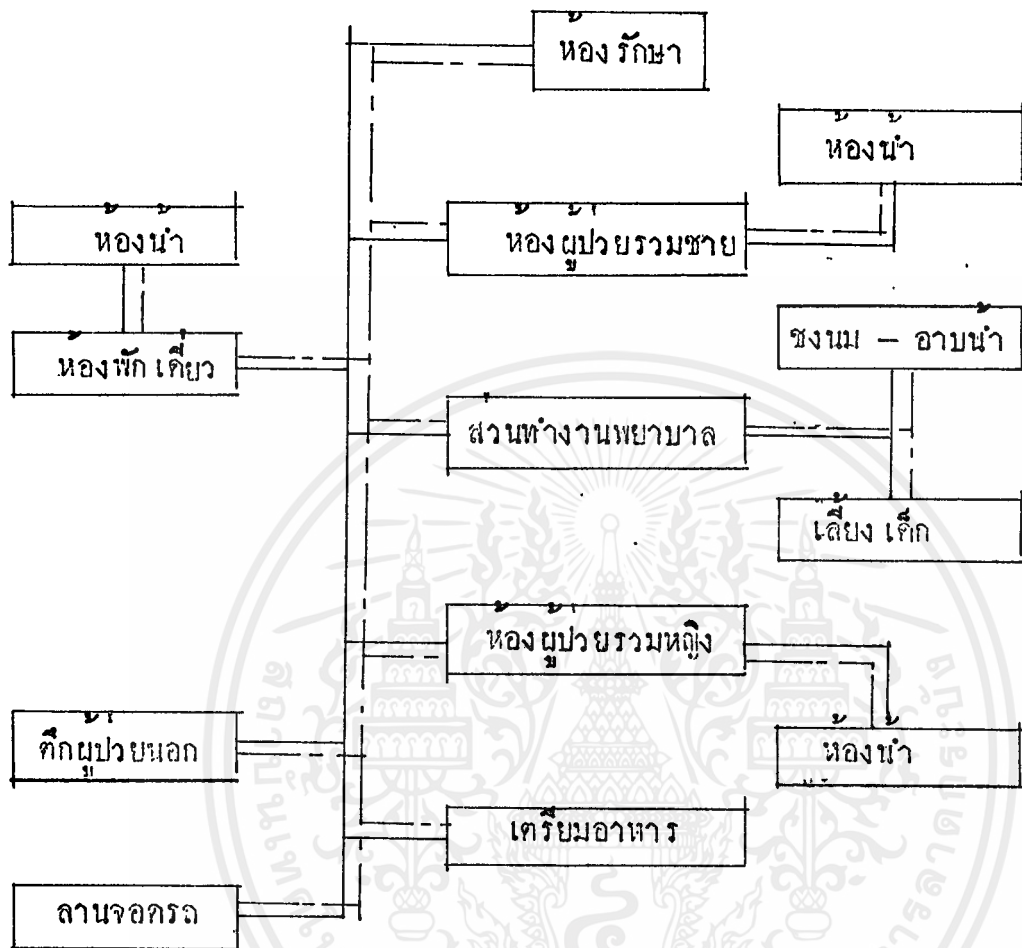 ห้องรักษา
ห้องน้ำ
ห้องน้ำ
ห้องผู้ป่วยรวมชาย
ห้องพักเดี่ยว
ชงนม - อาบน้ำ
ส่วนทำงานพยาบาล
เลี้ยงเด็ก
ห้องผู้ป่วยรวมหญิง
ตึกผู้ป่วยนอก
ห้องน้ำ
เตรียมอาหาร
ลานจอดรถ